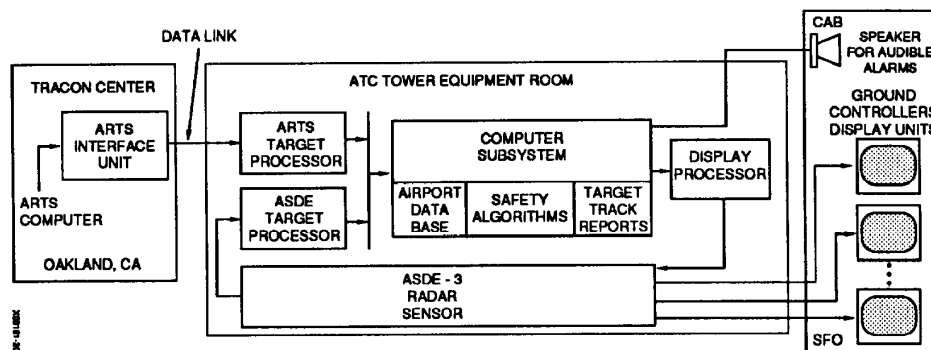 DATA LINK
TRACON CENTER
ARTS
INTERFACE
UNIT
ARTS
COMPUTER
OAKLAND, CA
ATC TOWER EQUIPMENT ROOM
ARTS
TARGET
PROCESSOR
ASDE
TARGET
PROCESSOR
COMPUTER
SUBSYSTEM
AIRPORT
DATA
BASE
SAFETY
ALGORITHMS
TARGET
TRACK
REPORTS
DISPLAY
PROCESSOR
ASDE - 3
RADAR
SENSOR
CAB
SPEAKER
FOR AUDIBLE
ALARMS
GROUND
CONTROLLERS
DISPLAY UNITS
SFO